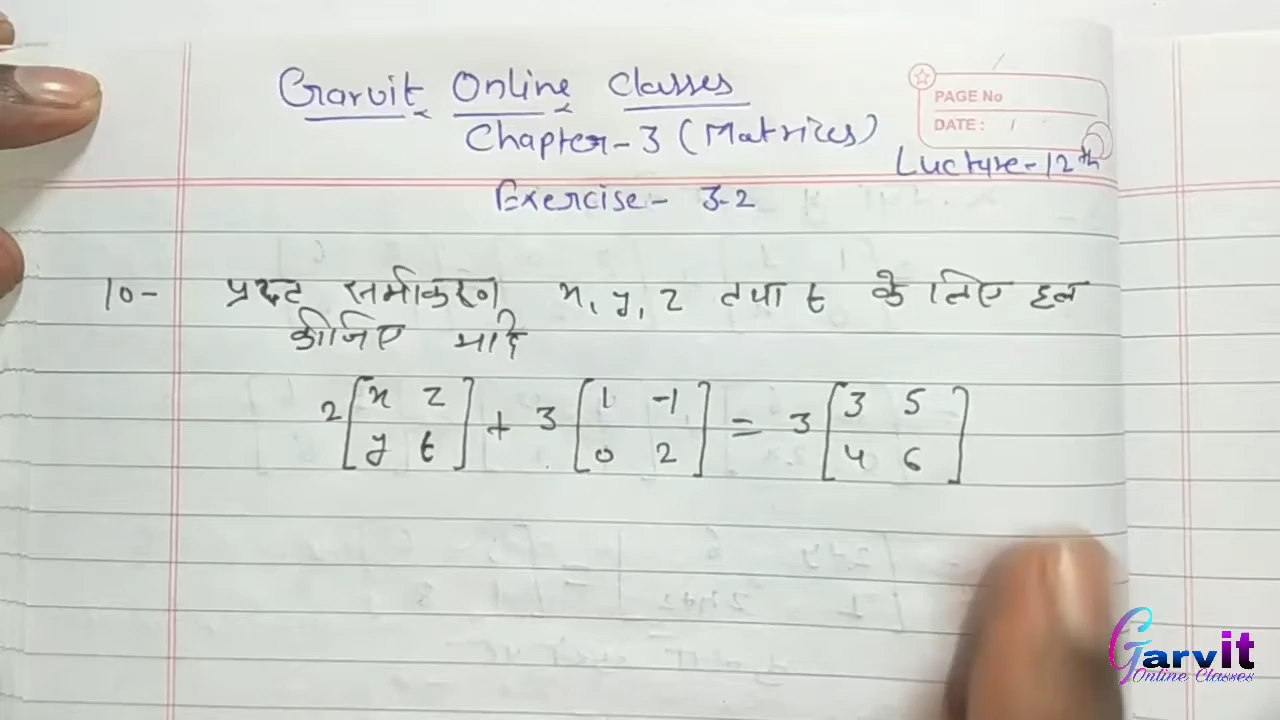 Garvit Online Classes
Chapter-3 (Matrices)
PAGE No
DATE:
Lucture-12th
Exercise- 3.2
10- प्रदत्त समीकरण x, y, z तथा t के लिए हल
कीजिए यदि
2 [x z] + 3 [1 -1] = 3 [3 5]
[y t] [0 2] [4 6]
Garvit
Online Classes